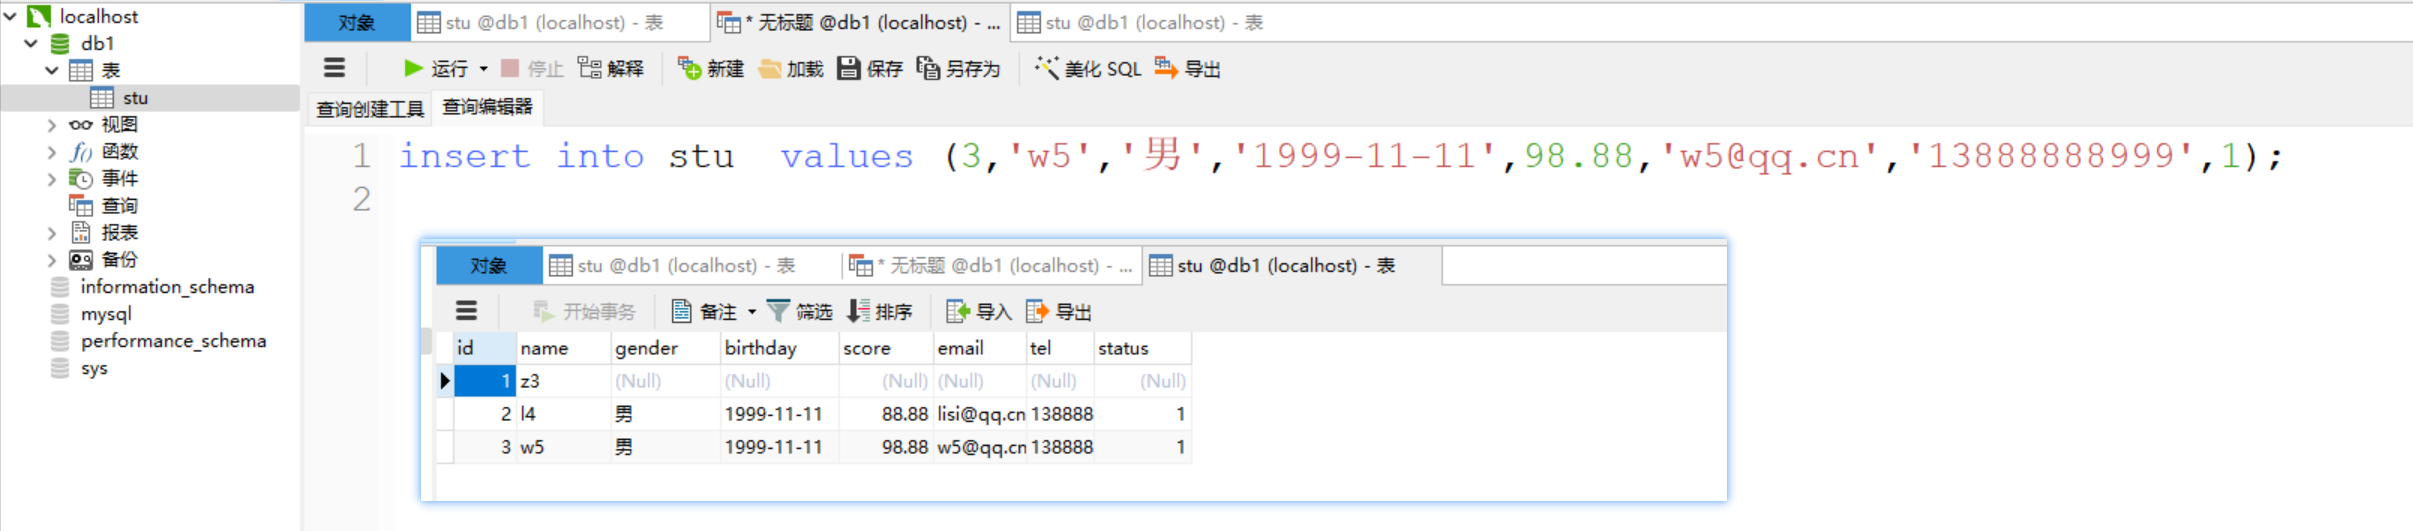 localhost
db1
表
stu
视图
函数
事件
查询
报表
备份
information_schema
mysql
performance_schema
sys
对象 stu @db1 (localhost) - 表 * 无标题 @db1 (localhost) - ... stu @db1 (localhost) - 表
运行 停止 解释 新建 加载 保存 另存为 美化 SQL 导出
查询创建工具 查询编辑器
1 insert into stu  values (3,'w5','男','1999-11-11',98.88,'w5@qq.cn','13888888999',1);
2
对象 stu @db1 (localhost) - 表 * 无标题 @db1 (localhost) - ... stu @db1 (localhost) - 表
开始事务 备注 筛选 排序 导入 导出
id name gender birthday score email tel status
1 z3 (Null) (Null) (Null) (Null) (Null) (Null)
2 l4 男 1999-11-11 88.88 lisi@qq.cn 138888 1
3 w5 男 1999-11-11 98.88 w5@qq.cn 138888 1